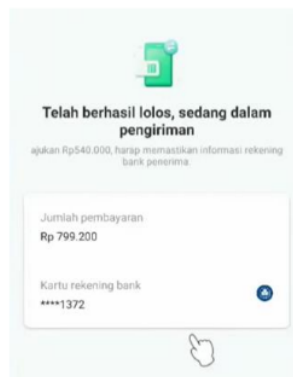 Telah berhasil lolos, sedang dalam
pengiriman
ajukan Rp540.000, harap memastikan informasi rekening
bank penerima.
Jumlah pembayaran
Rp 799.200
Kartu rekening bank
****1372